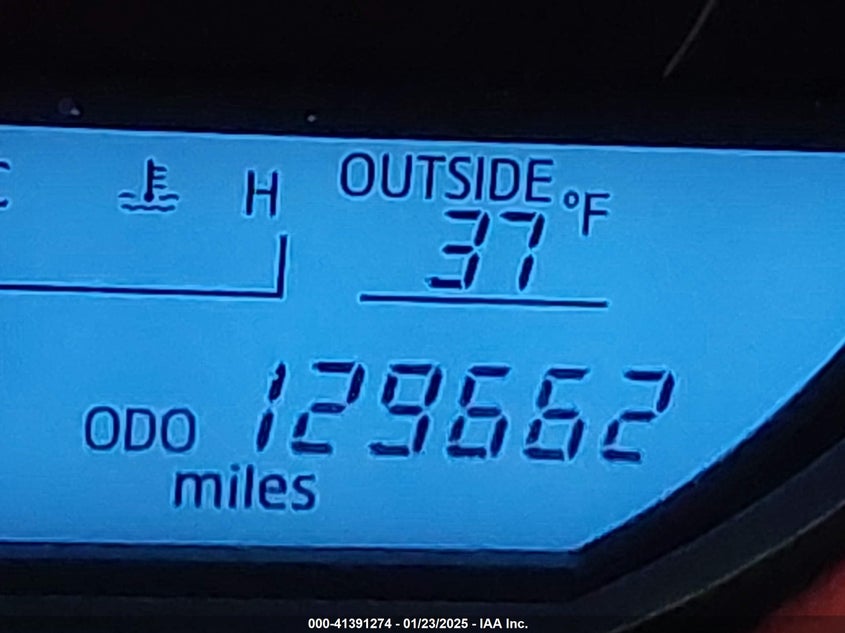 C H OUTSIDE
37 °F
ODO 129662
miles
000-41391274 - 01/23/2025 - IAA Inc.